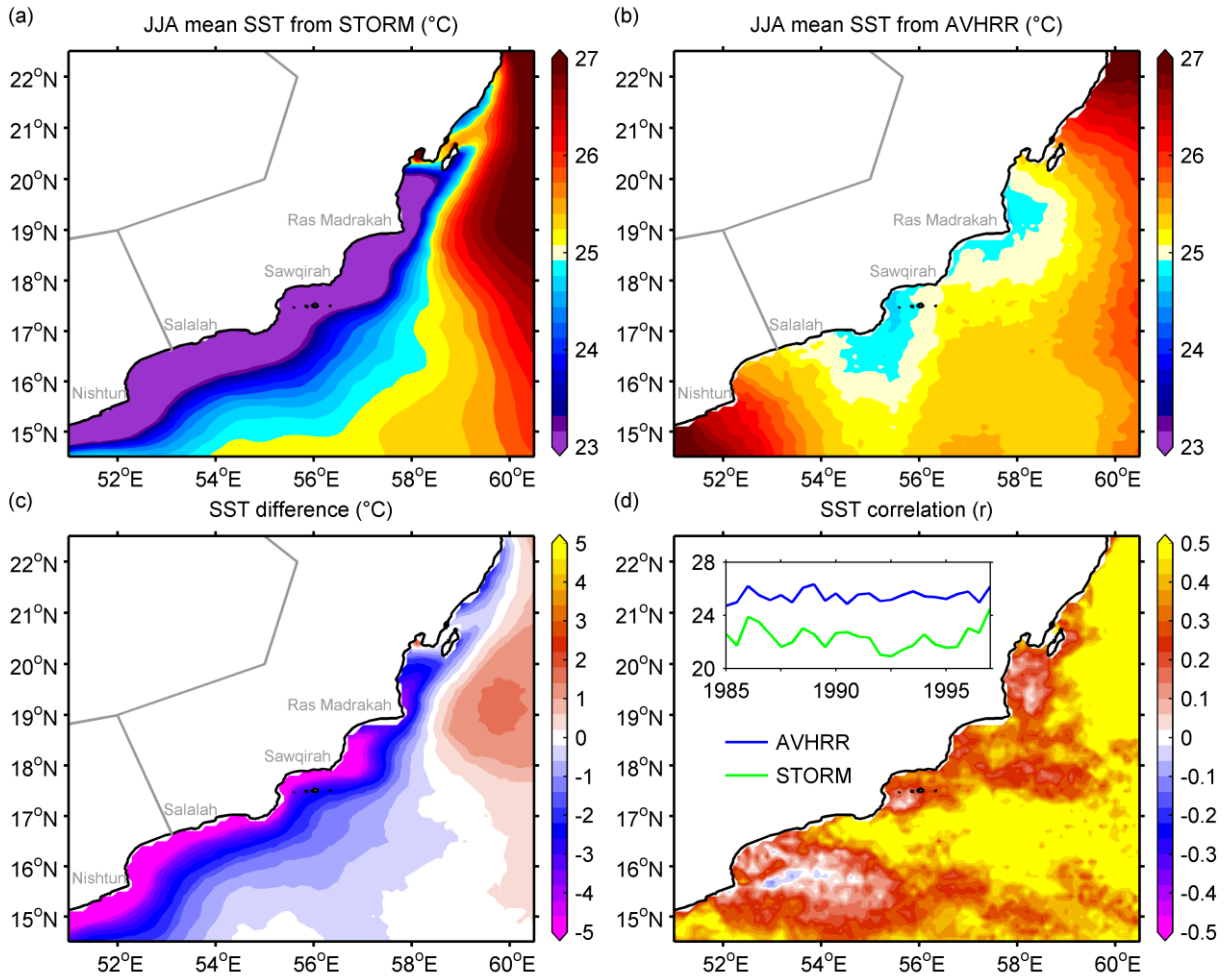 (a)
JJA mean SST from STORM (°C)
22°N
21°N
20°N
19°N
18°N
17°N
16°N
15°N
52°E
54°E
56°E
58°E
60°E
Ras Madrakah
Sawqirah
Salalah
Nishtun
27
26
25
24
23
(b)
JJA mean SST from AVHRR (°C)
22°N
21°N
20°N
19°N
18°N
17°N
16°N
15°N
52°E
54°E
56°E
58°E
60°E
Ras Madrakah
Sawqirah
Salalah
Nishtun
27
26
25
24
23
(c)
SST difference (°C)
22°N
21°N
20°N
19°N
18°N
17°N
16°N
15°N
52°E
54°E
56°E
58°E
60°E
Ras Madrakah
Sawqirah
Salalah
Nishtun
5
4
3
2
1
0
-1
-2
-3
-4
-5
(d)
SST correlation (r)
22°N
21°N
20°N
19°N
18°N
17°N
16°N
15°N
52°E
54°E
56°E
58°E
60°E
28
24
20
1985
1990
1995
AVHRR
STORM
0.5
0.4
0.3
0.2
0.1
0
-0.1
-0.2
-0.3
-0.4
-0.5